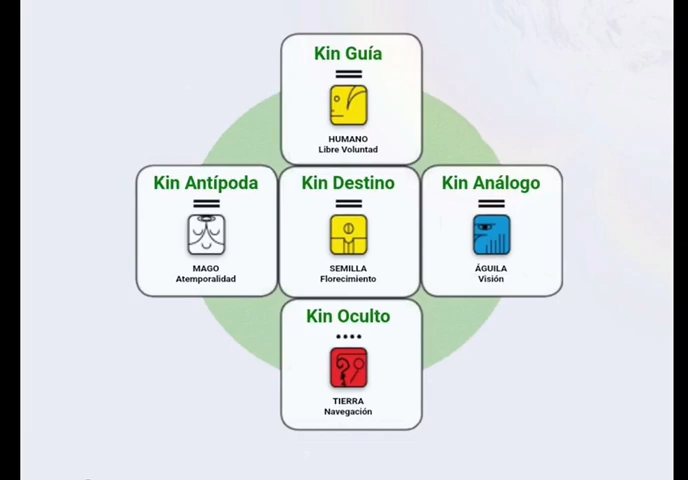 Kin Guía
HUMANO
Libre Voluntad
Kin Antípoda
MAGO
Atemporalidad
Kin Destino
SEMILLA
Florecimiento
Kin Análogo
ÁGUILA
Visión
Kin Oculto
TIERRA
Navegación